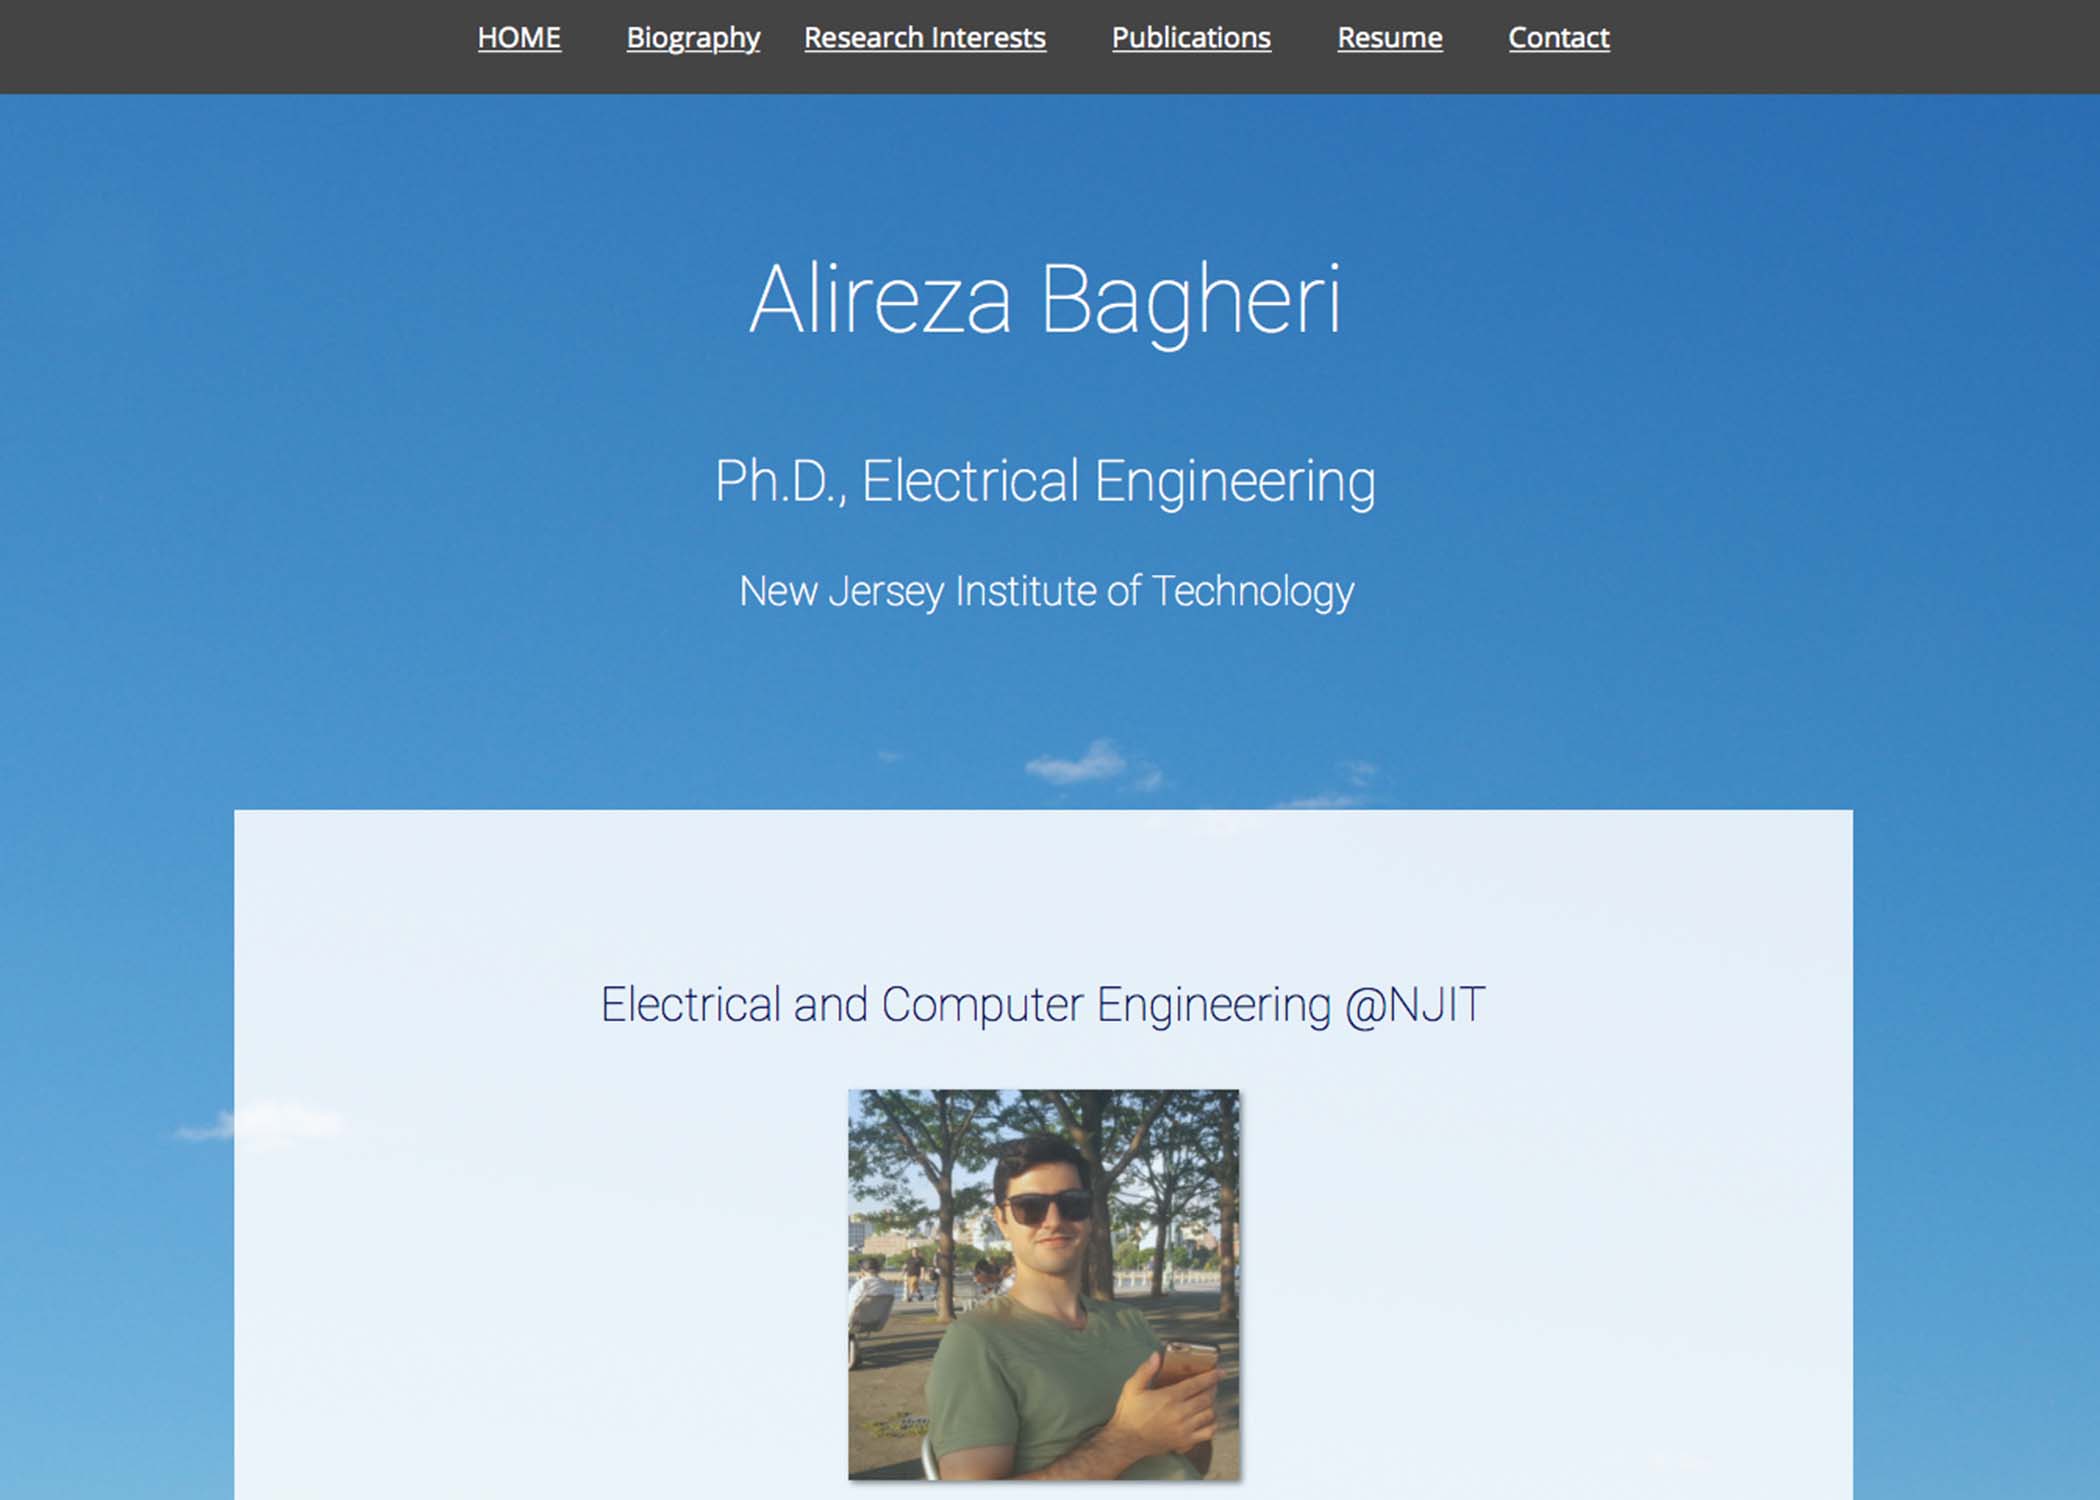 HOME Biography Research Interests Publications Resume Contact
Alireza Bagheri
Ph.D., Electrical Engineering
New Jersey Institute of Technology
Electrical and Computer Engineering @NJIT